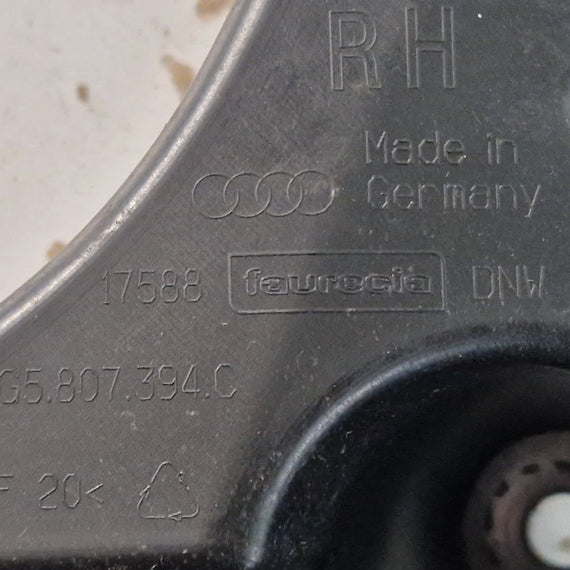 RH
Made in
Germany
17588 faurecia DNW
G5.807.394.C
F 20<